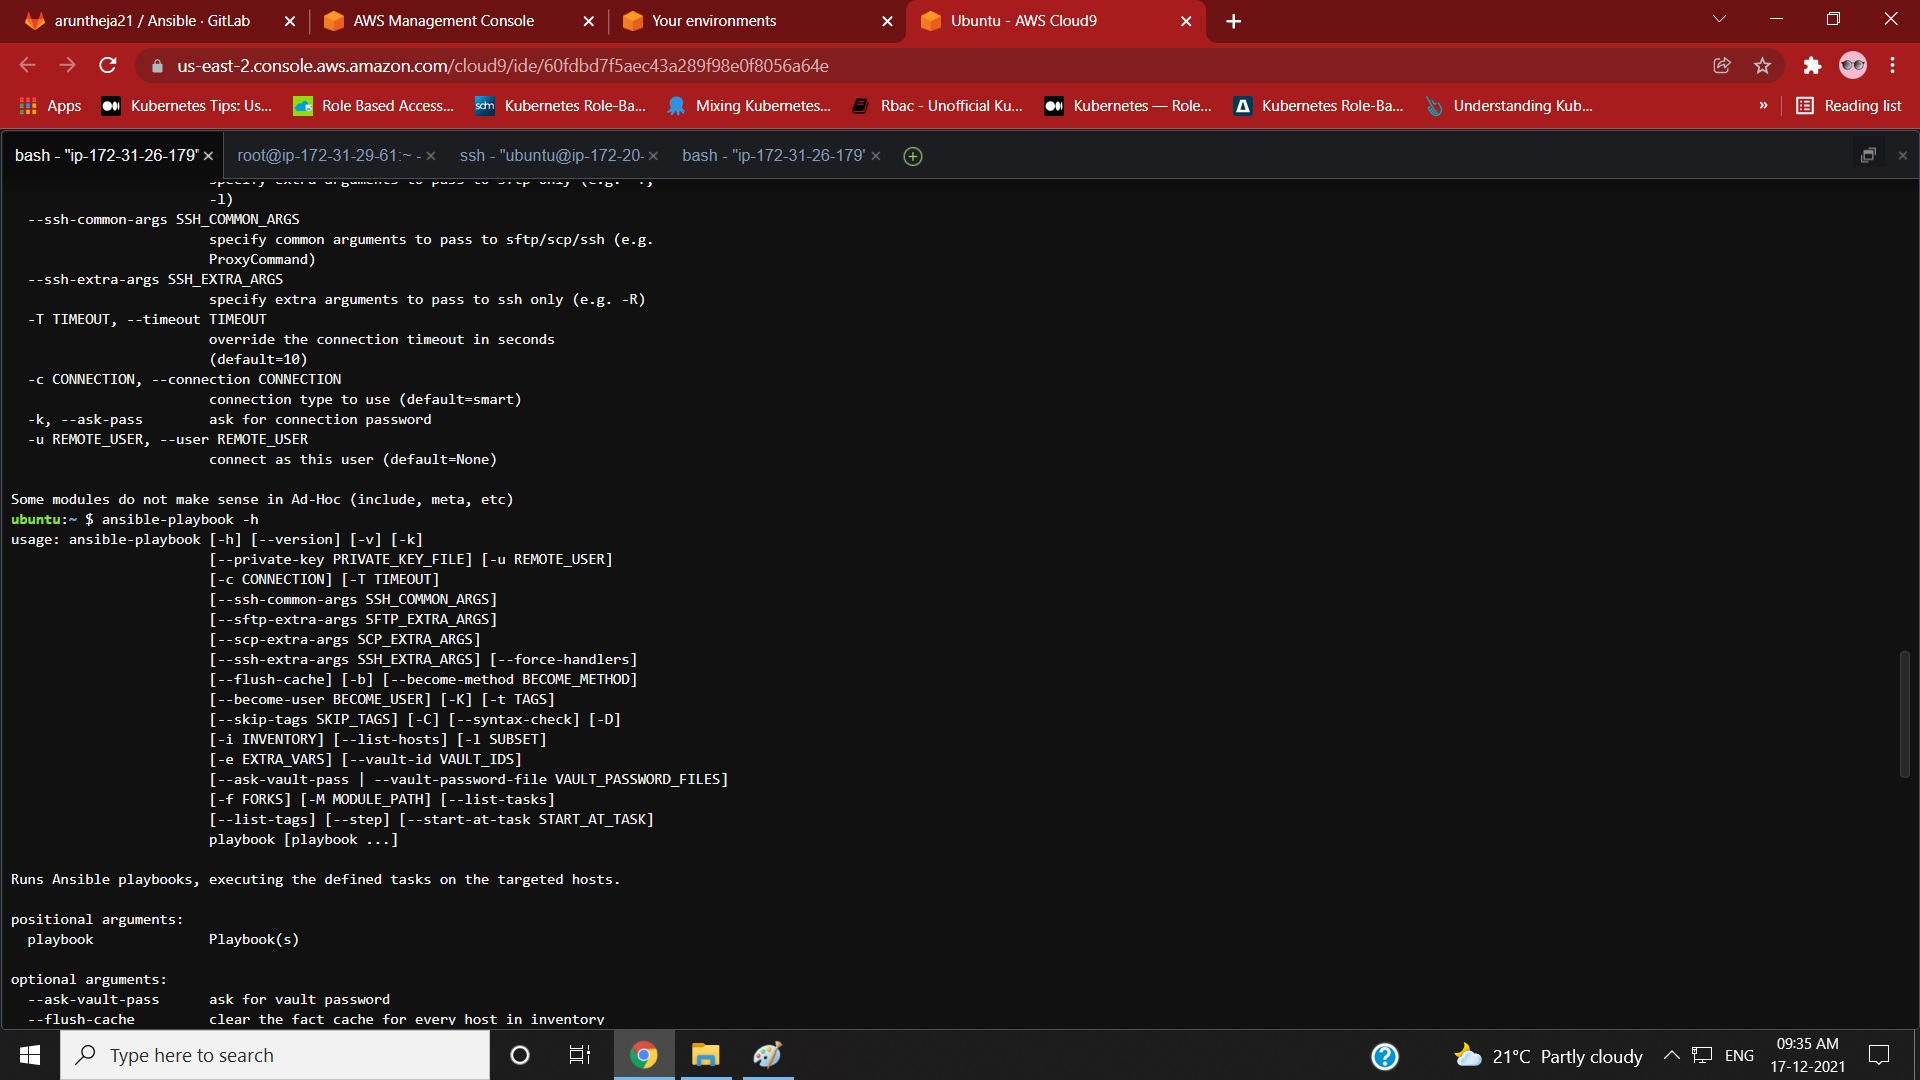 aruntheja21 / Ansible · GitLab
AWS Management Console
Your environments
Ubuntu - AWS Cloud9
us-east-2.console.aws.amazon.com/cloud9/ide/60fdbd7f5aec43a289f98e0f8056a64e
Apps
Kubernetes Tips: Us...
Role Based Access...
sdm
Kubernetes Role-Ba...
Mixing Kubernetes...
Rbac - Unofficial Ku...
Kubernetes — Role...
Kubernetes Role-Ba...
Understanding Kub...
»
Reading list
bash - "ip-172-31-26-179"
root@ip-172-31-29-61:~ -
ssh - "ubuntu@ip-172-20-
bash - "ip-172-31-26-179'
specify extra arguments to pass to sftp only (e.g. -f,
-l)
--ssh-common-args SSH_COMMON_ARGS
specify common arguments to pass to sftp/scp/ssh (e.g.
ProxyCommand)
--ssh-extra-args SSH_EXTRA_ARGS
specify extra arguments to pass to ssh only (e.g. -R)
-T TIMEOUT, --timeout TIMEOUT
override the connection timeout in seconds
(default=10)
-c CONNECTION, --connection CONNECTION
connection type to use (default=smart)
-k, --ask-pass ask for connection password
-u REMOTE_USER, --user REMOTE_USER
connect as this user (default=None)
Some modules do not make sense in Ad-Hoc (include, meta, etc)
ubuntu:~ $ ansible-playbook -h
usage: ansible-playbook [-h] [--version] [-v] [-k]
[--private-key PRIVATE_KEY_FILE] [-u REMOTE_USER]
[-c CONNECTION] [-T TIMEOUT]
[--ssh-common-args SSH_COMMON_ARGS]
[--sftp-extra-args SFTP_EXTRA_ARGS]
[--scp-extra-args SCP_EXTRA_ARGS]
[--ssh-extra-args SSH_EXTRA_ARGS] [--force-handlers]
[--flush-cache] [-b] [--become-method BECOME_METHOD]
[--become-user BECOME_USER] [-K] [-t TAGS]
[--skip-tags SKIP_TAGS] [-C] [--syntax-check] [-D]
[-i INVENTORY] [--list-hosts] [-l SUBSET]
[-e EXTRA_VARS] [--vault-id VAULT_IDS]
[--ask-vault-pass | --vault-password-file VAULT_PASSWORD_FILES]
[-f FORKS] [-M MODULE_PATH] [--list-tasks]
[--list-tags] [--step] [--start-at-task START_AT_TASK]
playbook [playbook ...]
Runs Ansible playbooks, executing the defined tasks on the targeted hosts.
positional arguments:
playbook Playbook(s)
optional arguments:
--ask-vault-pass ask for vault password
--flush-cache clear the fact cache for every host in inventory
Type here to search
21°C Partly cloudy
ENG
09:35 AM
17-12-2021